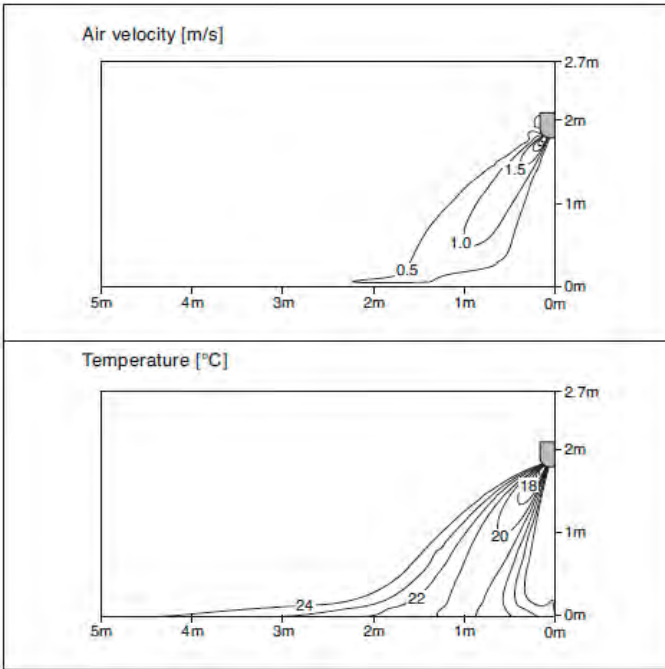 Air velocity [m/s]
2.7m
2m
1.5
1m
1.0
0.5
0m
5m 4m 3m 2m 1m 0m
Temperature [°C]
2.7m
2m
18
20
1m
22
24
0m
5m 4m 3m 2m 1m 0m